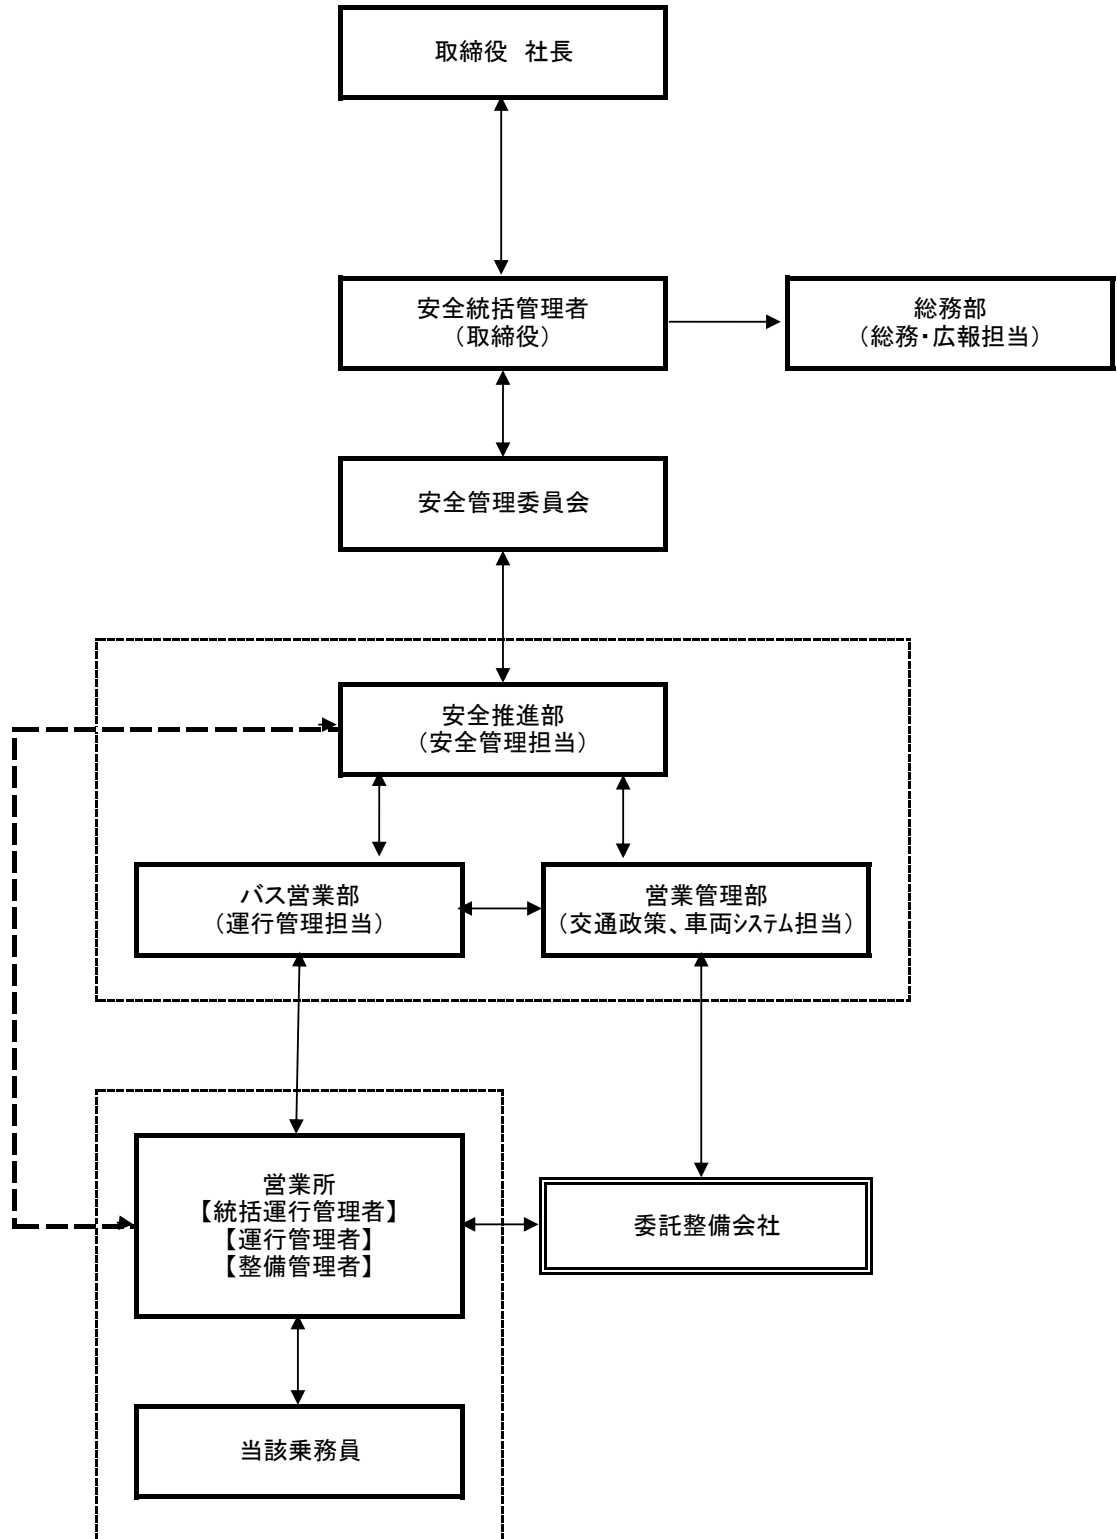 取締役 社長
安全統括管理者
（取締役）
総務部
（総務・広報担当）
安全管理委員会
安全推進部
（安全管理担当）
バス営業部
（運行管理担当）
営業管理部
（交通政策、車両ｼｽﾃﾑ担当）
営業所
【統括運行管理者】
【運行管理者】
【整備管理者】
委託整備会社
当該乗務員